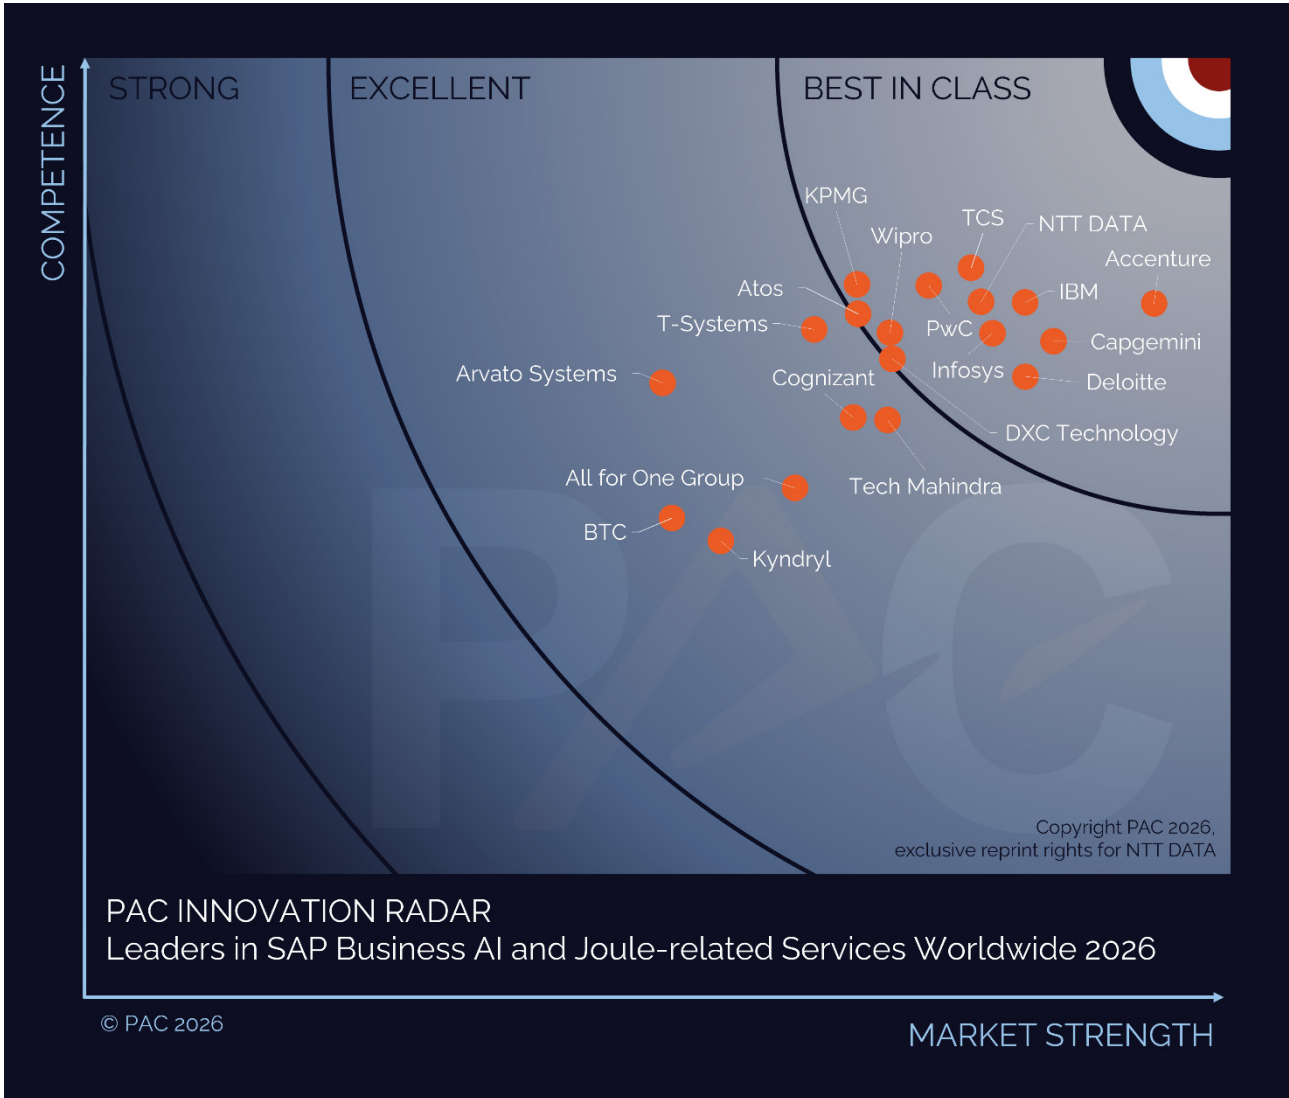 COMPETENCE
STRONG
EXCELLENT
BEST IN CLASS
KPMG
TCS
NTT DATA
Wipro
Accenture
Atos
IBM
T-Systems
PwC
Capgemini
Arvato Systems
Cognizant
Infosys
Deloitte
DXC Technology
All for One Group
Tech Mahindra
BTC
Kyndryl
PAC
Copyright PAC 2026,
exclusive reprint rights for NTT DATA
PAC INNOVATION RADAR
Leaders in SAP Business AI and Joule-related Services Worldwide 2026
© PAC 2026
MARKET STRENGTH